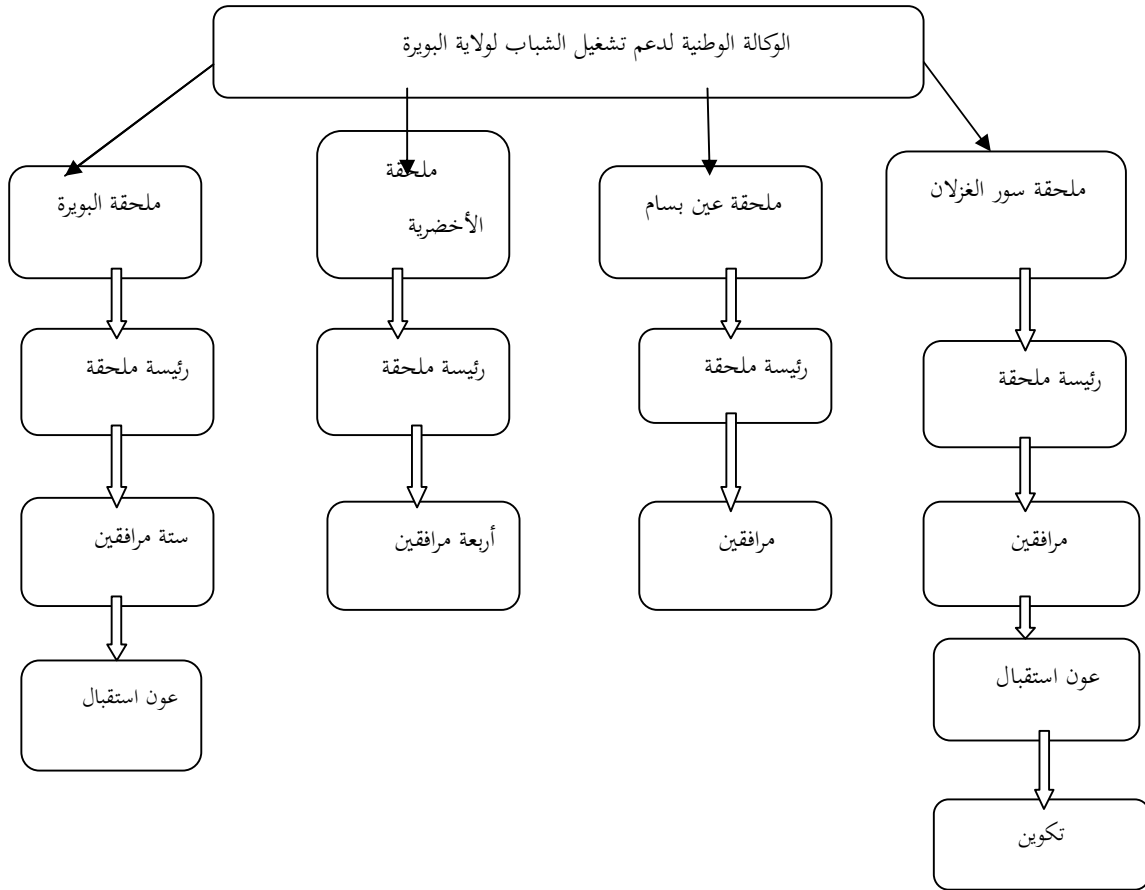 الوكالة الوطنية لدعم تشغيل الشباب لولاية البويرة
ملحقة سور الغزلان
ملحقة عين بسام
ملحقة
الأخضرية
ملحقة البويرة
رئيسة ملحقة
رئيسة ملحقة
رئيسة ملحقة
رئيسة ملحقة
مرافقين
مرافقين
أربعة مرافقين
ستة مرافقين
عون استقبال
عون استقبال
تكوين